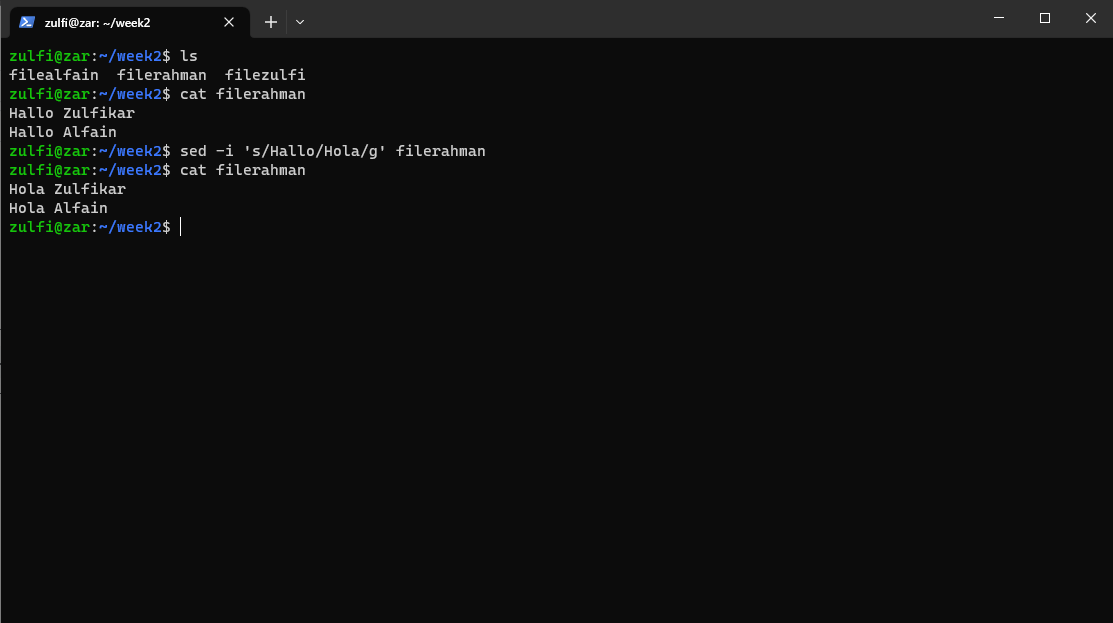 zulfi@zar: ~/week2
zulfi@zar:~/week2$ ls
filealfain  filerahman  filezulfi
zulfi@zar:~/week2$ cat filerahman
Hallo Zulfikar
Hallo Alfain
zulfi@zar:~/week2$ sed -i 's/Hallo/Hola/g' filerahman
zulfi@zar:~/week2$ cat filerahman
Hola Zulfikar
Hola Alfain
zulfi@zar:~/week2$